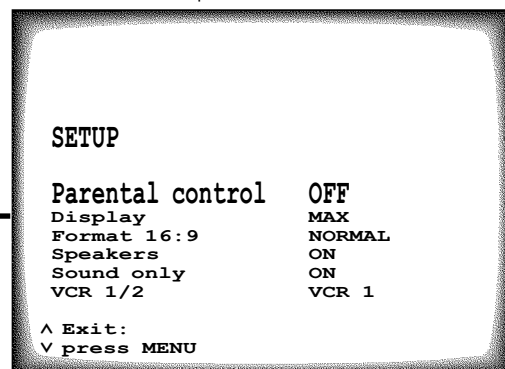 SETUP
Parental control OFF
Display MAX
Format 16:9 NORMAL
Speakers ON
Sound only ON
VCR 1/2 VCR 1
∧ Exit:
∨ press MENU